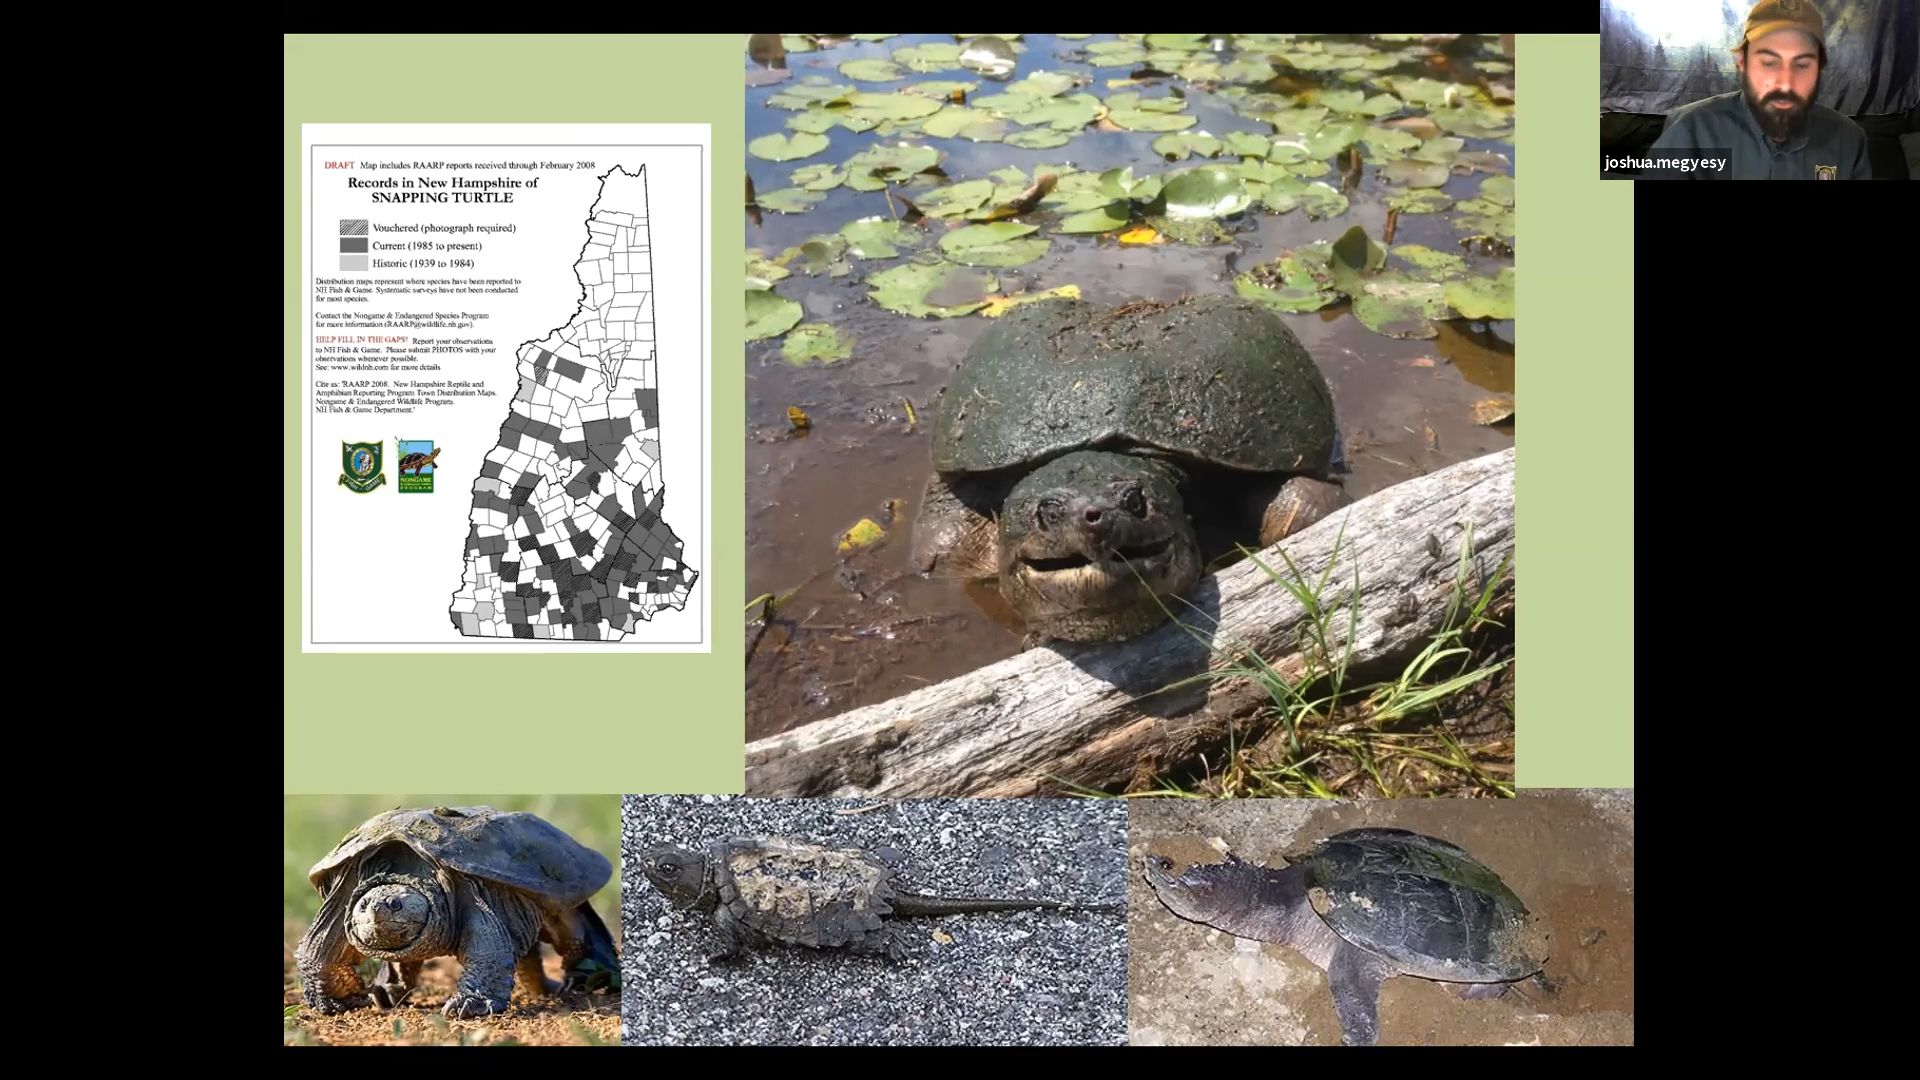 joshua.megyesy
DRAFT Map includes RAARP reports received through February 2008
Records in New Hampshire of
SNAPPING TURTLE
Vouchered (photograph required)
Current (1985 to present)
Historic (1939 to 1984)
Distribution maps represent where species have been reported to
NH Fish & Game. Systematic surveys have not been conducted
for most species.
Contact the Nongame & Endangered Species Program
for more information (RAARP@wildlife.nh.gov).
HELP FILL IN THE GAPS! Report your observations
to NH Fish & Game. Please submit PHOTOS with your
observations whenever possible.
See: www.wildnh.com for more details
Cite as: 'RAARP 2008. New Hampshire Reptile and
Amphibian Reporting Program Town Distribution Maps.
Nongame & Endangered Wildlife Program.
NH Fish & Game Department.'
FISH AND GAME
NONGAME
PROGRAM